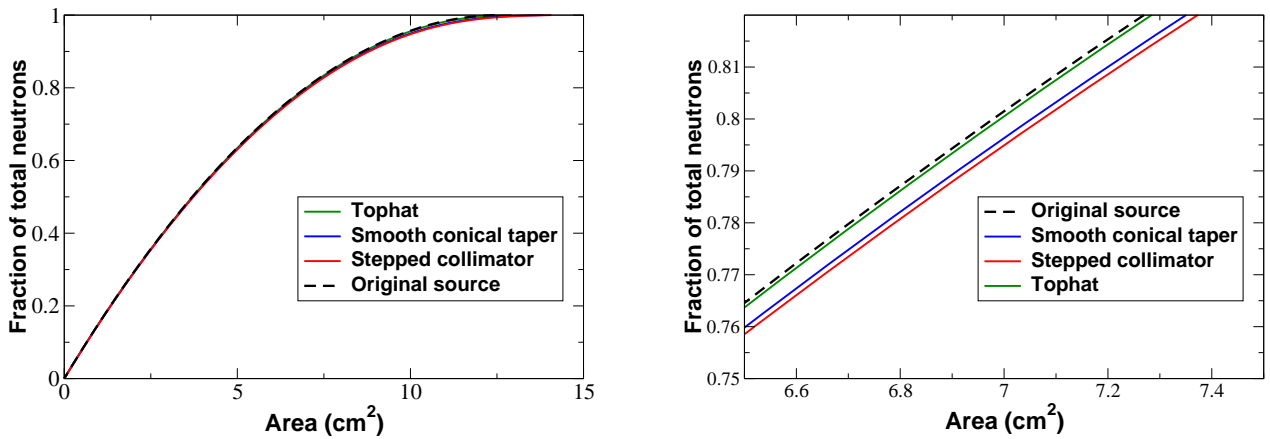 Fraction of total neutrons
1
0.8
0.6
0.4
0.2
0
0
5
10
15
Area (cm2)
Tophat
Smooth conical taper
Stepped collimator
Original source
Fraction of total neutrons
0.81
0.8
0.79
0.78
0.77
0.76
0.75
6.6
6.8
7
7.2
7.4
Area (cm2)
Original source
Smooth conical taper
Stepped collimator
Tophat